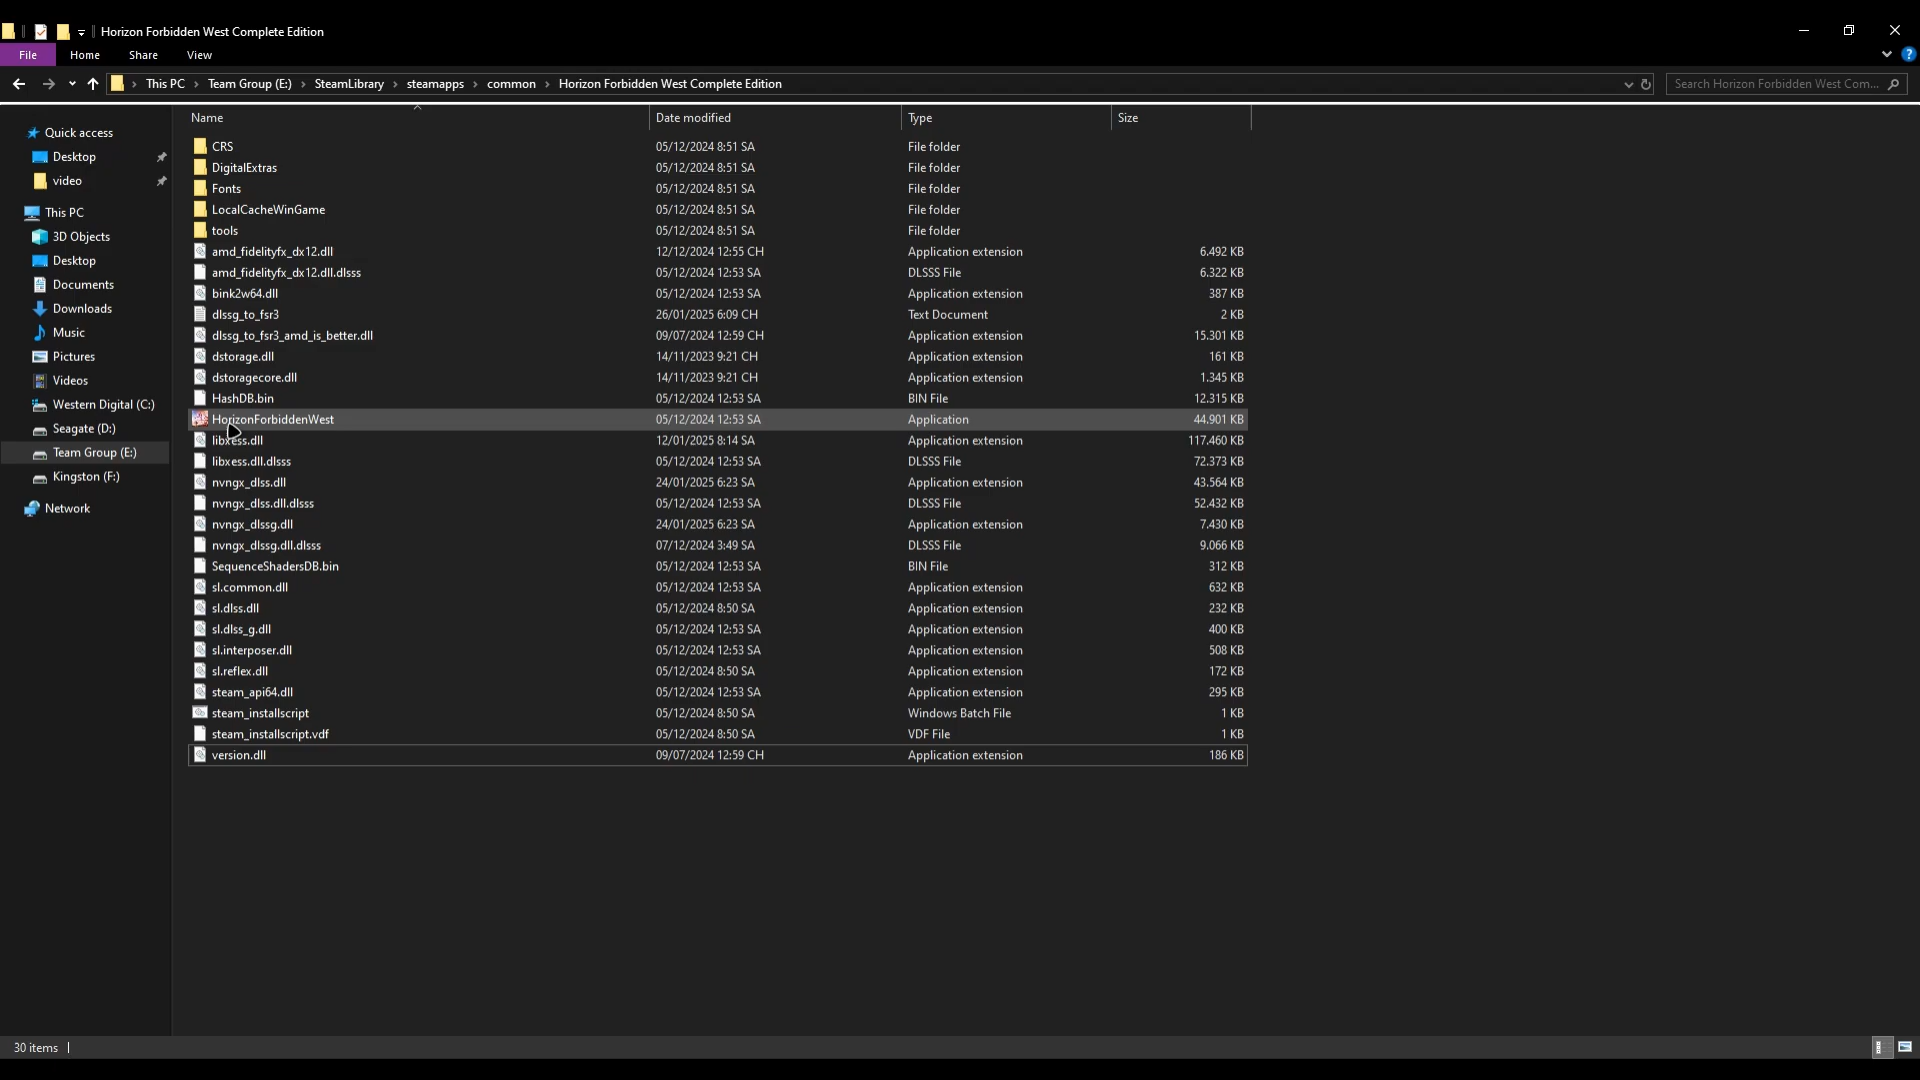 Horizon Forbidden West Complete Edition
File Home Share View
This PC Team Group (E:) SteamLibrary steamapps common Horizon Forbidden West Complete Edition
Search Horizon Forbidden West Com...
Quick access
Desktop
video
This PC
3D Objects
Desktop
Documents
Downloads
Music
Pictures
Videos
Western Digital (C:)
Seagate (D:)
Team Group (E:)
Kingston (F:)
Network
Name Date modified Type Size
CRS 05/12/2024 8:51 SA File folder
DigitalExtras 05/12/2024 8:51 SA File folder
Fonts 05/12/2024 8:51 SA File folder
LocalCacheWinGame 05/12/2024 8:51 SA File folder
tools 05/12/2024 8:51 SA File folder
amd_fidelityfx_dx12.dll 12/12/2024 12:55 CH Application extension 6.492 KB
amd_fidelityfx_dx12.dll.dlsss 05/12/2024 12:53 SA DLSSS File 6.322 KB
bink2w64.dll 05/12/2024 12:53 SA Application extension 387 KB
dlssg_to_fsr3 26/01/2025 6:09 CH Text Document 2 KB
dlssg_to_fsr3_amd_is_better.dll 09/07/2024 12:59 CH Application extension 15.301 KB
dstorage.dll 14/11/2023 9:21 CH Application extension 161 KB
dstoragecore.dll 14/11/2023 9:21 CH Application extension 1.345 KB
HashDB.bin 05/12/2024 12:53 SA BIN File 12.315 KB
HorizonForbiddenWest 05/12/2024 12:53 SA Application 44.901 KB
libxess.dll 12/01/2025 8:14 SA Application extension 117.460 KB
libxess.dll.dlsss 05/12/2024 12:53 SA DLSSS File 72.373 KB
nvngx_dlss.dll 24/01/2025 6:23 SA Application extension 43.564 KB
nvngx_dlss.dll.dlsss 05/12/2024 12:53 SA DLSSS File 52.432 KB
nvngx_dlssg.dll 24/01/2025 6:23 SA Application extension 7.430 KB
nvngx_dlssg.dll.dlsss 07/12/2024 3:49 SA DLSSS File 9.066 KB
SequenceShadersDB.bin 05/12/2024 12:53 SA BIN File 312 KB
sl.common.dll 05/12/2024 12:53 SA Application extension 632 KB
sl.dlss.dll 05/12/2024 8:50 SA Application extension 232 KB
sl.dlss_g.dll 05/12/2024 12:53 SA Application extension 400 KB
sl.interposer.dll 05/12/2024 12:53 SA Application extension 508 KB
sl.reflex.dll 05/12/2024 8:50 SA Application extension 172 KB
steam_api64.dll 05/12/2024 12:53 SA Application extension 295 KB
steam_installscript 05/12/2024 8:50 SA Windows Batch File 1 KB
steam_installscript.vdf 05/12/2024 8:50 SA VDF File 1 KB
version.dll 09/07/2024 12:59 CH Application extension 186 KB
30 items